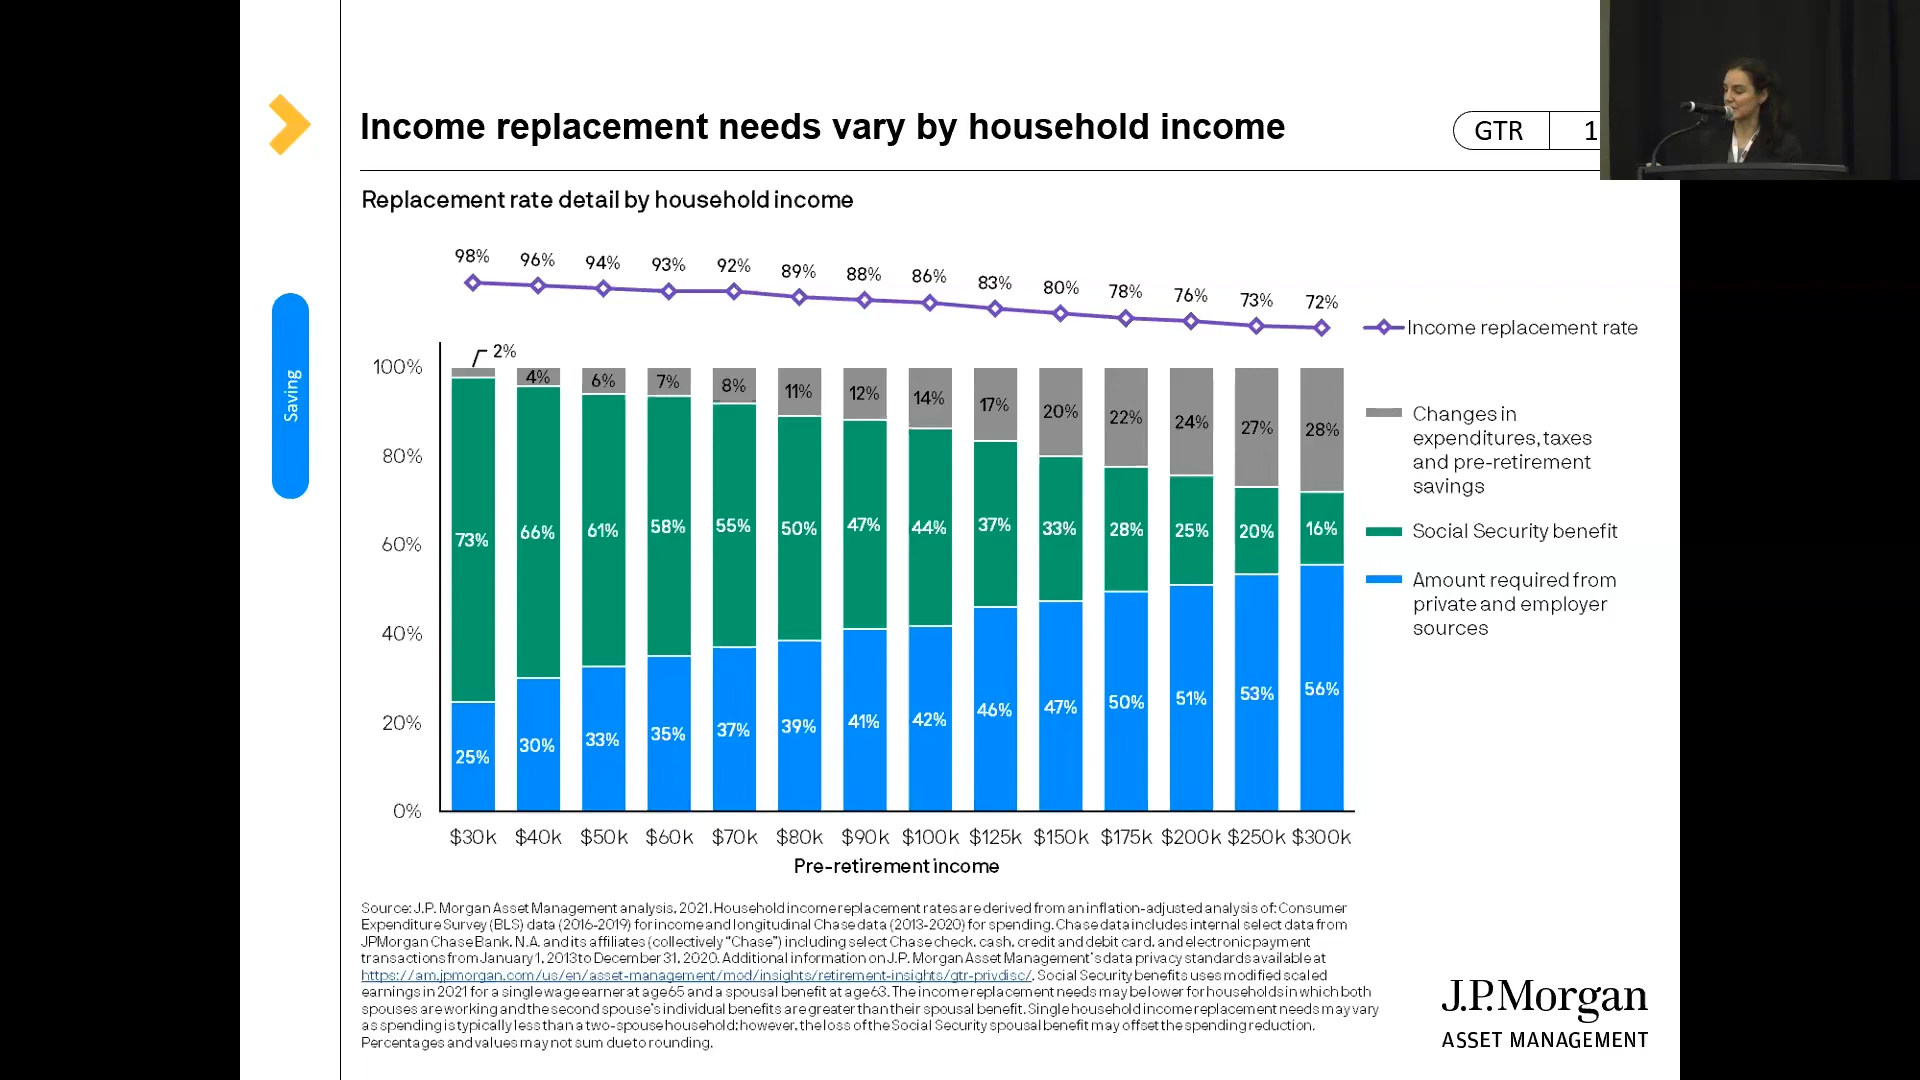 Income replacement needs vary by household income
GTR 1
Saving
Replacement rate detail by household income
98% 96% 94% 93% 92% 89% 88% 86% 83% 80% 78% 76% 73% 72%
Income replacement rate
100%
80%
60%
40%
20%
0%
2% 4% 6% 7% 8% 11% 12% 14% 17% 20% 22% 24% 27% 28%
73% 66% 61% 58% 55% 50% 47% 44% 37% 33% 28% 25% 20% 16%
25% 30% 33% 35% 37% 39% 41% 42% 46% 47% 50% 51% 53% 56%
$30k $40k $50k $60k $70k $80k $90k $100k $125k $150k $175k $200k $250k $300k
Pre-retirement income
Changes in
expenditures, taxes
and pre-retirement
savings
Social Security benefit
Amount required from
private and employer
sources
Source: J.P. Morgan Asset Management analysis, 2021. Household income replacement rates are derived from an inflation-adjusted analysis of: Consumer
Expenditure Survey (BLS) data (2016-2019) for income and longitudinal Chase data (2013-2020) for spending. Chase data includes internal select data from
JPMorgan Chase Bank, N.A. and its affiliates (collectively "Chase") including select Chase check, cash, credit and debit card, and electronic payment
transactions from January 1, 2013 to December 31, 2020. Additional information on J.P. Morgan Asset Management's data privacy standards available at
https://am.jpmorgan.com/us/en/asset-management/mod/insights/retirement-insights/gtr-privdisc/. Social Security benefits uses modified scaled
earnings in 2021 for a single wage earner at age 65 and a spousal benefit at age 63. The income replacement needs may be lower for households in which both
spouses are working and the second spouse's individual benefits are greater than their spousal benefit. Single household income replacement needs may vary
as spending is typically less than a two-spouse household; however, the loss of the Social Security spousal benefit may offset the spending reduction.
Percentages and values may not sum due to rounding.
J.P.Morgan
ASSET MANAGEMENT